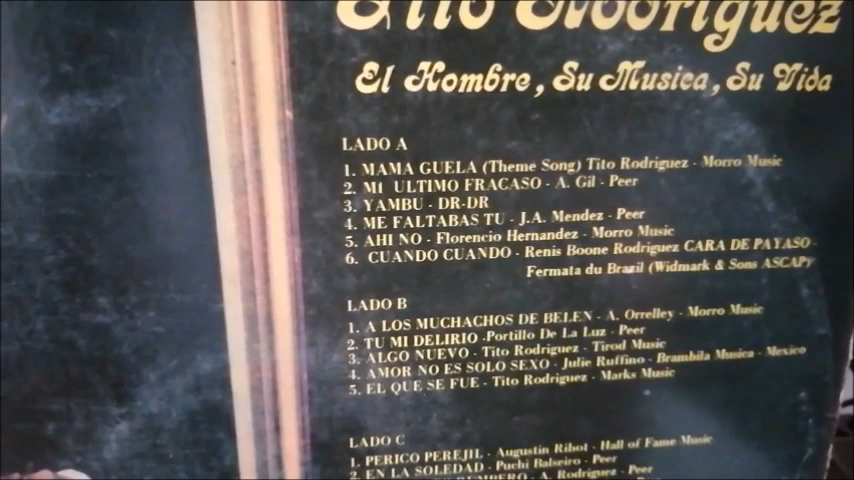 Tito Rodriguez
El Hombre, Su Musica, Su Vida
LADO A
1. MAMA GUELA (Theme Song) Tito Rodriguez - Morro Music
2. MI ULTIMO FRACASO - A. Gil - Peer
3. YAMBU - DR-DR
4. ME FALTABAS TU - J.A. Mendez - Peer
5. AHI NO - Florencio Hernandez - Morro Music
6. CUANDO CUANDO - Renis Boone Rodriguez CARA DE PAYASO -
Fermata du Brazil (Widmark & Sons ASCAP)
LADO B
1. A LOS MUCHACHOS DE BELEN - A. Orrelley - Morro Music
2. TU MI DELIRIO -Portillo De La Luz - Peer
3. ALGO NUEVO - Tito Rodriguez - Tirod Music
4. AMOR NO ES SOLO SEXO - Julie Ruffino - Brambila Musica - Mexico
5. EL QUE SE FUE - Tito Rodriguez - Marks Music
LADO C
1. PERICO PEREJIL - Augustin Ribot - Hall of Fame Music
2. EN LA SOLEDAD - Puchi Balseiro - Peer
A. Rodriguez - Peer